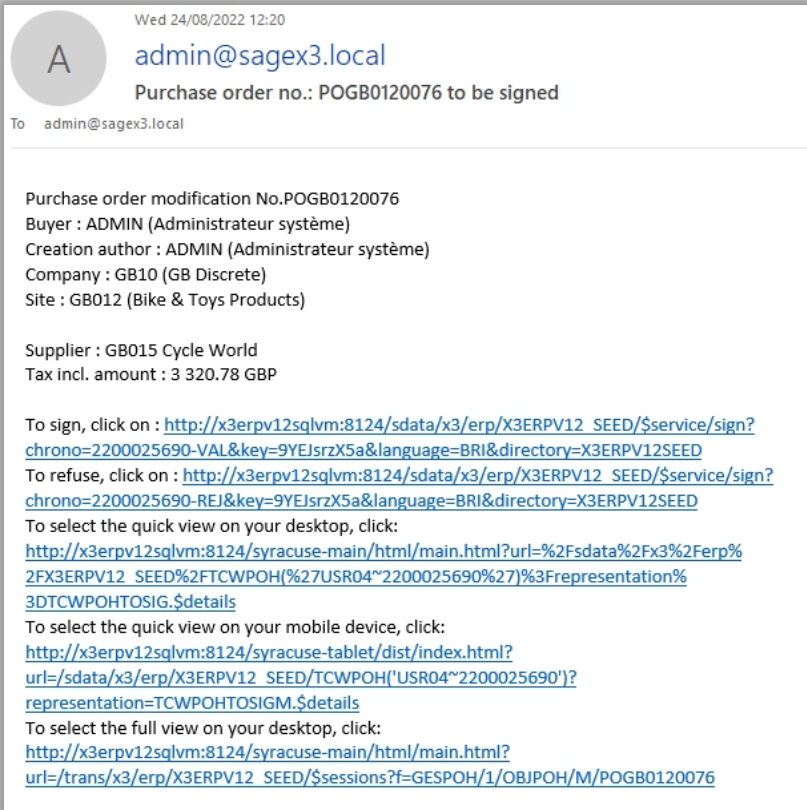 Wed 24/08/2022 12:20
A
admin@sagex3.local
Purchase order no.: POGB0120076 to be signed
To admin@sagex3.local
Purchase order modification No.POGB0120076
Buyer : ADMIN (Administrateur système)
Creation author : ADMIN (Administrateur système)
Company : GB10 (GB Discrete)
Site : GB012 (Bike & Toys Products)
Supplier : GB015 Cycle World
Tax incl. amount : 3 320.78 GBP
To sign, click on : http://x3erpv12sqlvm:8124/sdata/x3/erp/X3ERPV12_SEED/$service/sign?
chrono=2200025690-VAL&key=9YEJsrzX5a&language=BRI&directory=X3ERPV12SEED
To refuse, click on : http://x3erpv12sqlvm:8124/sdata/x3/erp/X3ERPV12_SEED/$service/sign?
chrono=2200025690-REJ&key=9YEJsrzX5a&language=BRI&directory=X3ERPV12SEED
To select the quick view on your desktop, click:
http://x3erpv12sqlvm:8124/syracuse-main/html/main.html?url=%2Fsdata%2Fx3%2Ferp%
2FX3ERPV12_SEED%2FTCWPOH(%27USR04~2200025690%27)%3Frepresentation%
3DTCWPOHTOSIG.$details
To select the quick view on your mobile device, click:
http://x3erpv12sqlvm:8124/syracuse-tablet/dist/index.html?
url=/sdata/x3/erp/X3ERPV12_SEED/TCWPOH('USR04~2200025690')?
representation=TCWPOHTOSIGM.$details
To select the full view on your desktop, click:
http://x3erpv12sqlvm:8124/syracuse-main/html/main.html?
url=/trans/x3/erp/X3ERPV12_SEED/$sessions?f=GESPOH/1/OBJPOH/M/POGB0120076